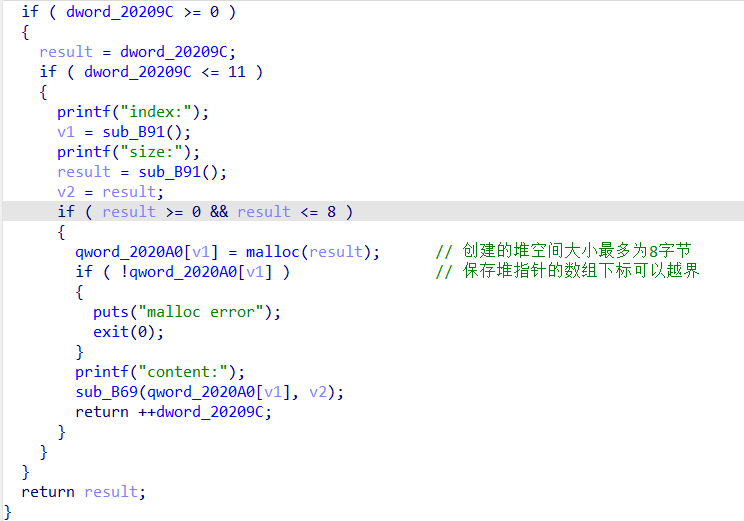 if ( dword_20209C >= 0 )
{
result = dword_20209C;
if ( dword_20209C <= 11 )
{
printf("index:");
v1 = sub_B91();
printf("size:");
result = sub_B91();
v2 = result;
if ( result >= 0 && result <= 8 )
{
qword_2020A0[v1] = malloc(result); // 创建的堆空间大小最多为8字节
if ( !qword_2020A0[v1] ) // 保存堆指针的数组下标可以越界
{
puts("malloc error");
exit(0);
}
printf("content:");
sub_B69(qword_2020A0[v1], v2);
return ++dword_20209C;
}
}
}
return result;
}